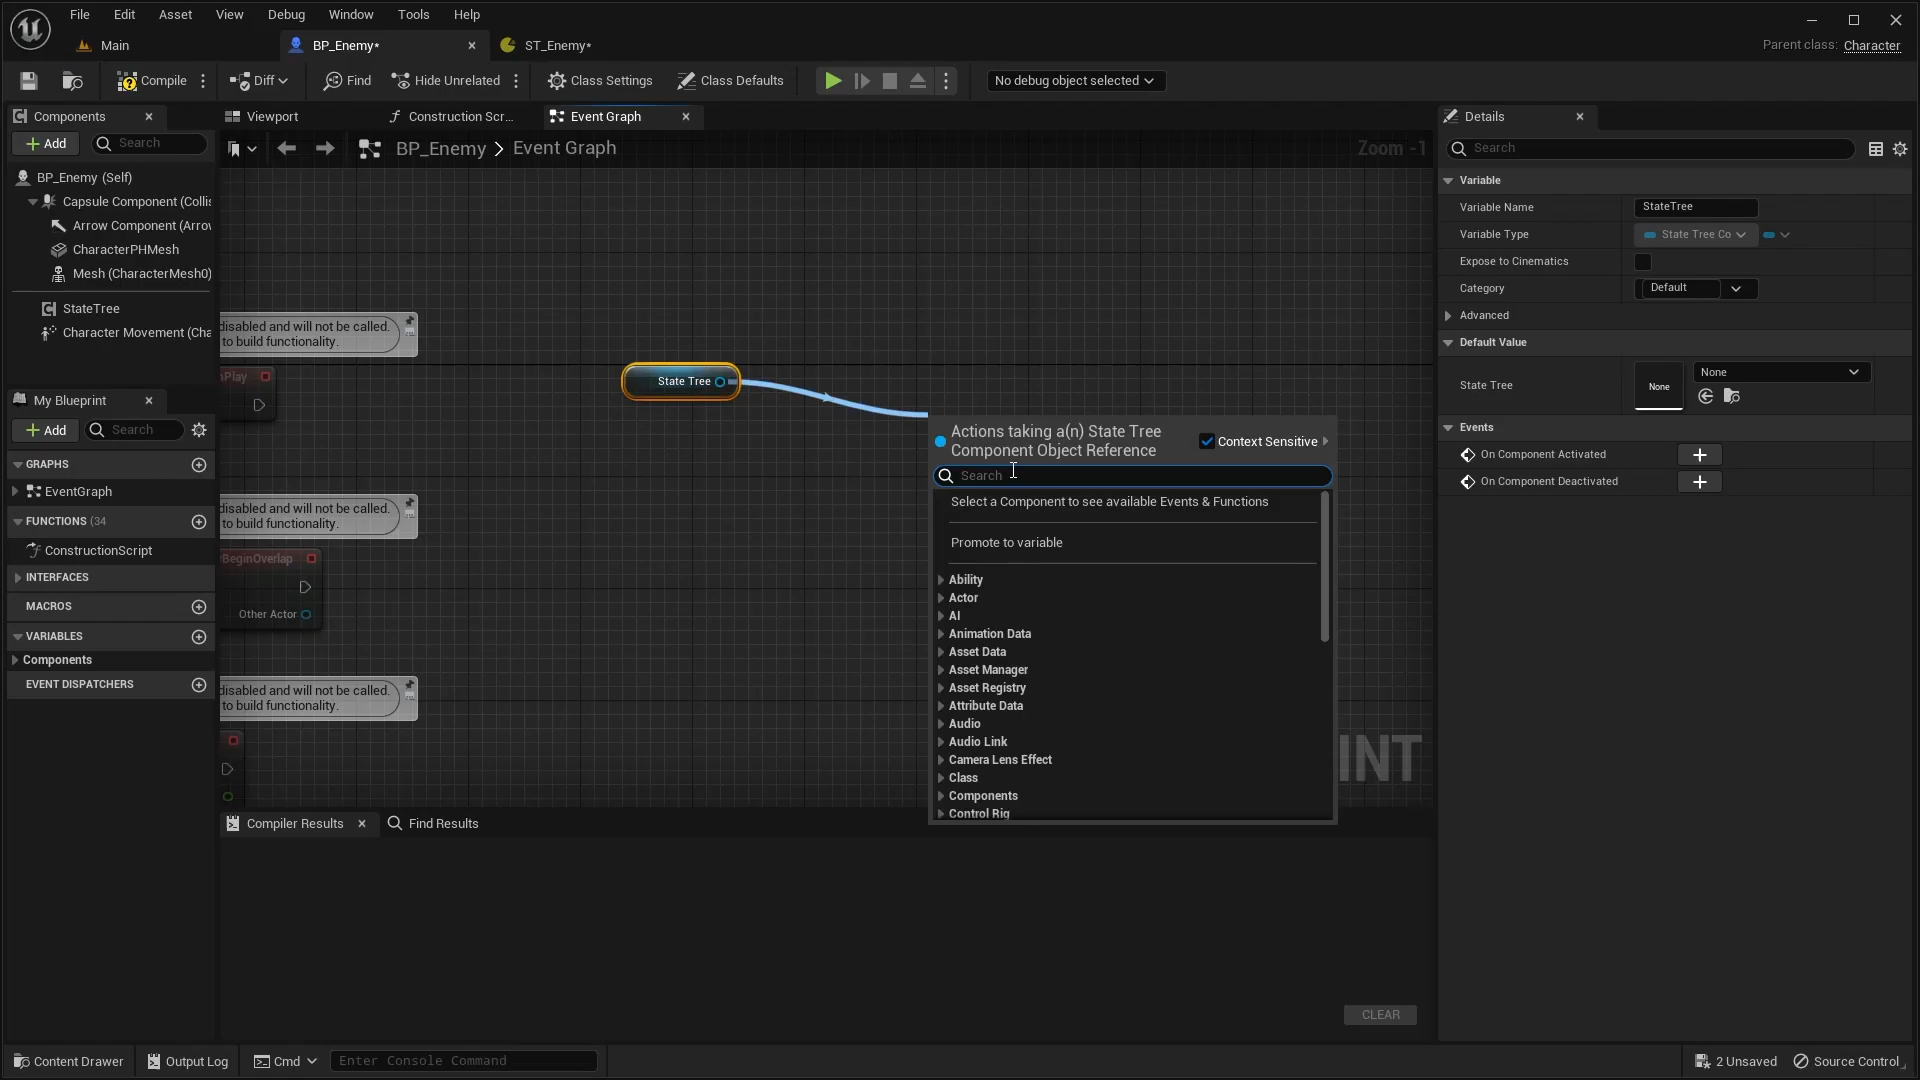 File Edit Asset View Debug Window Tools Help
Main
BP_Enemy*
ST_Enemy*
Parent class: Character
Compile
Diff
Find
Hide Unrelated
Class Settings
Class Defaults
No debug object selected
Components
Viewport
Construction Scr...
Event Graph
Details
Add
Search
BP_Enemy > Event Graph
Zoom -1
Search
BP_Enemy (Self)
Capsule Component (Collis
Arrow Component (Arrov
CharacterPHMesh
Mesh (CharacterMesh0)
StateTree
Character Movement (Cha
My Blueprint
Add
Search
GRAPHS
EventGraph
FUNCTIONS (34
ConstructionScript
INTERFACES
MACROS
VARIABLES
Components
EVENT DISPATCHERS
disabled and will not be called.
to build functionality.
Play
disabled and will not be called.
to build functionality.
BeginOverlap
Other Actor
disabled and will not be called.
to build functionality.
State Tree
Actions taking a(n) State Tree
Component Object Reference
Context Sensitive
Search
Select a Component to see available Events & Functions
Promote to variable
Ability
Actor
AI
Animation Data
Asset Data
Asset Manager
Asset Registry
Attribute Data
Audio
Audio Link
Camera Lens Effect
Class
Components
Control Rig
INT
Variable
Variable Name StateTree
Variable Type State Tree Co
Expose to Cinematics
Category Default
Advanced
Default Value
State Tree None None
Events
On Component Activated
On Component Deactivated
Compiler Results
Find Results
CLEAR
Content Drawer
Output Log
Cmd
Enter Console Command
2 Unsaved
Source Control